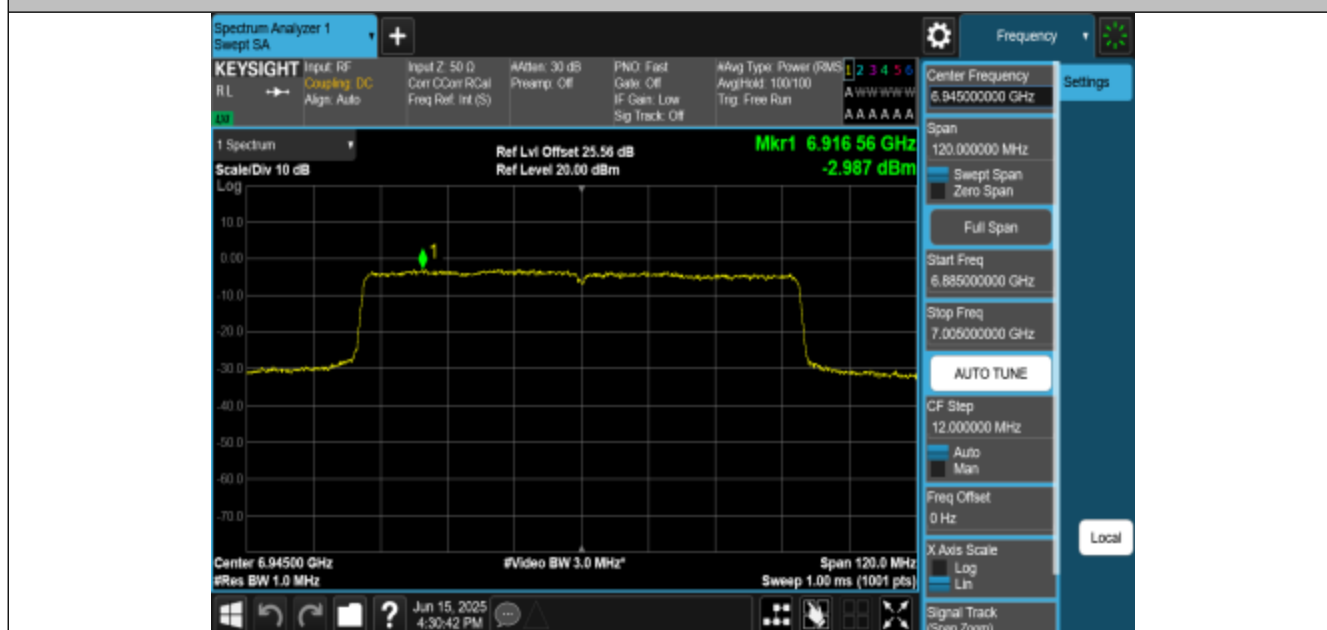 Spectrum Analyzer 1
Swept SA
+
Frequency
KEYSIGHT
RL
Input: RF
Coupling: DC
Align: Auto
Input Z: 50 Ω
Corr CCorr RCal
Freq Ref: Int (S)
#Atten: 30 dB
Preamp: Off
PNO: Fast
Gate: Off
IF Gain: Low
Sig Track: Off
#Avg Type: Power (RMS
Avg|Hold: 100/100
Trig: Free Run
1 2 3 4 5 6
A W W W W W
A A A A A A
1 Spectrum
Scale/Div 10 dB
Ref Lvl Offset 25.56 dB
Ref Level 20.00 dBm
Mkr1 6.916 56 GHz
-2.987 dBm
Log
10.0
0.00
-10.0
-20.0
-30.0
-40.0
-50.0
-60.0
-70.0
1
Center 6.94500 GHz
#Res BW 1.0 MHz
#Video BW 3.0 MHz*
Span 120.0 MHz
Sweep 1.00 ms (1001 pts)
Center Frequency
6.945000000 GHz
Settings
Span
120.000000 MHz
Swept Span
Zero Span
Full Span
Start Freq
6.885000000 GHz
Stop Freq
7.005000000 GHz
AUTO TUNE
CF Step
12.000000 MHz
Auto
Man
Freq Offset
0 Hz
X Axis Scale
Log
Lin
Local
Signal Track
(Span Zoom)
?
Jun 15, 2025
4:30:42 PM